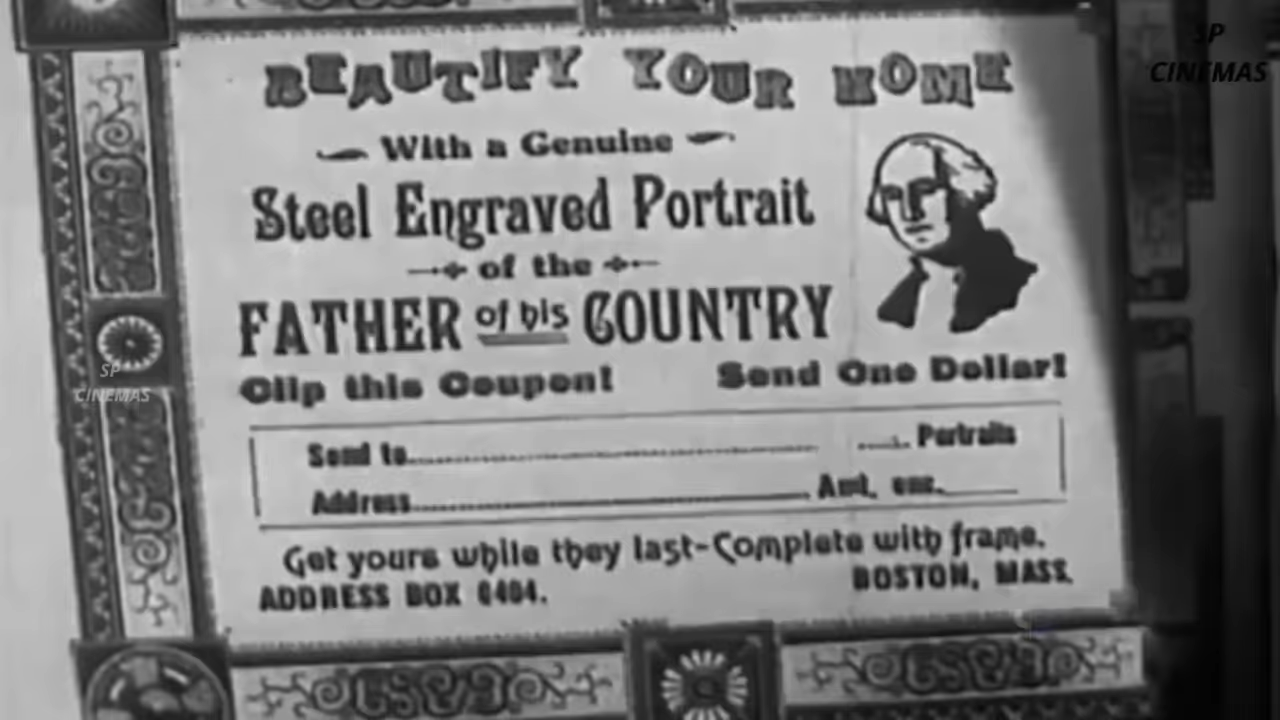 SP
CINEMAS
BEAUTIFY YOUR HOME
With a Genuine
Steel Engraved Portrait
of the
FATHER of his COUNTRY
Clip this Coupon! Send One Dollar!
SP
CINEMAS
Send to Portraits
Address Amt. enc.
Get yours while they last-Complete with frame.
ADDRESS BOX BOSTON, MASS.